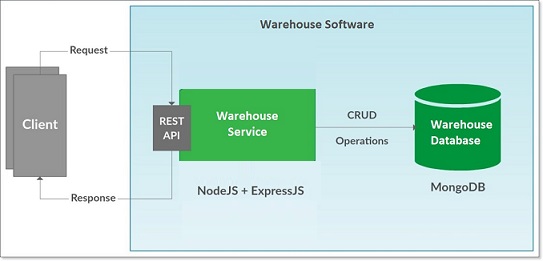 Warehouse Software
Request
Client
REST
API
Warehouse
Service
CRUD
Operations
Warehouse
Database
NodeJS + ExpressJS
MongoDB
Response